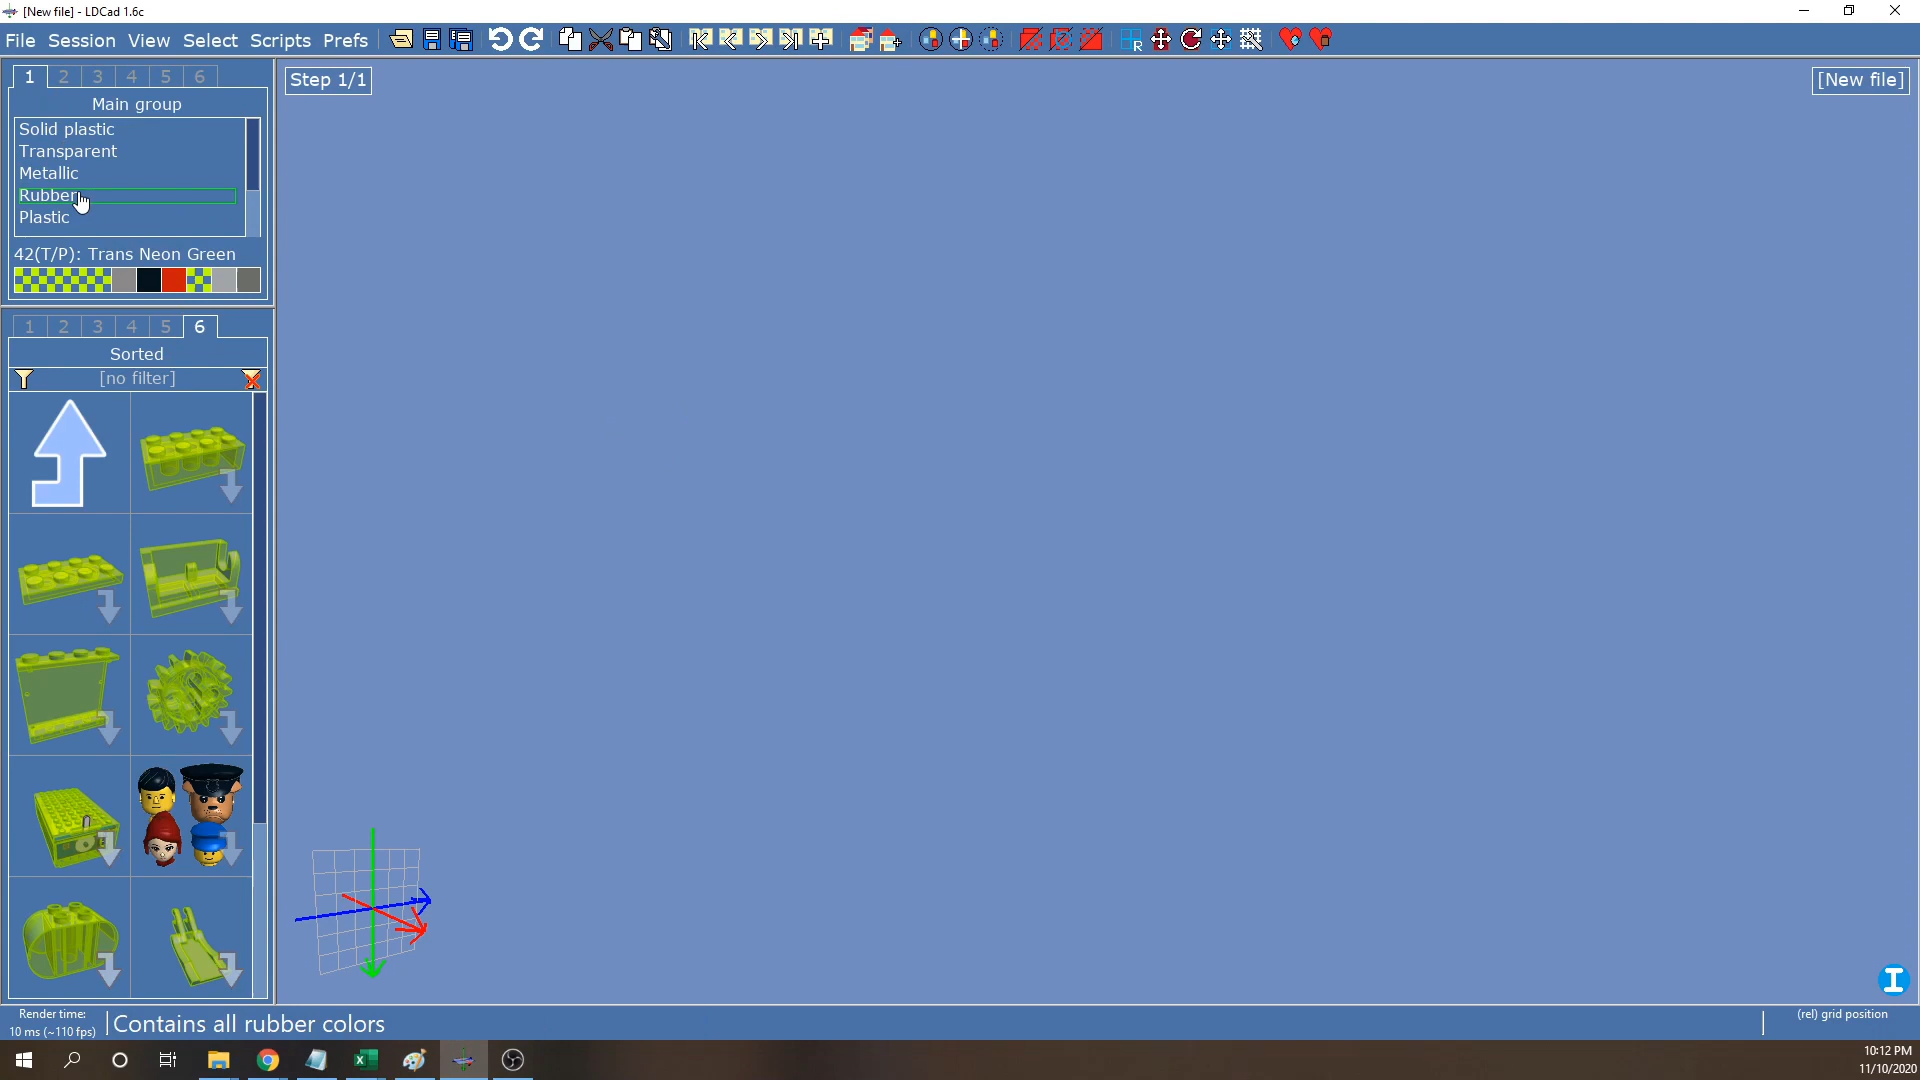 [New file] - LDCad 1.6c
File Session View Select Scripts Prefs
1 2 3 4 5 6
Main group
Solid plastic
Transparent
Metallic
Rubber
Plastic
42(T/P): Trans Neon Green
1 2 3 4 5 6
Sorted
[no filter]
Step 1/1
[New file]
Render time:
10 ms (~110 fps)
Contains all rubber colors
(rel) grid position
10:12 PM
11/10/2020